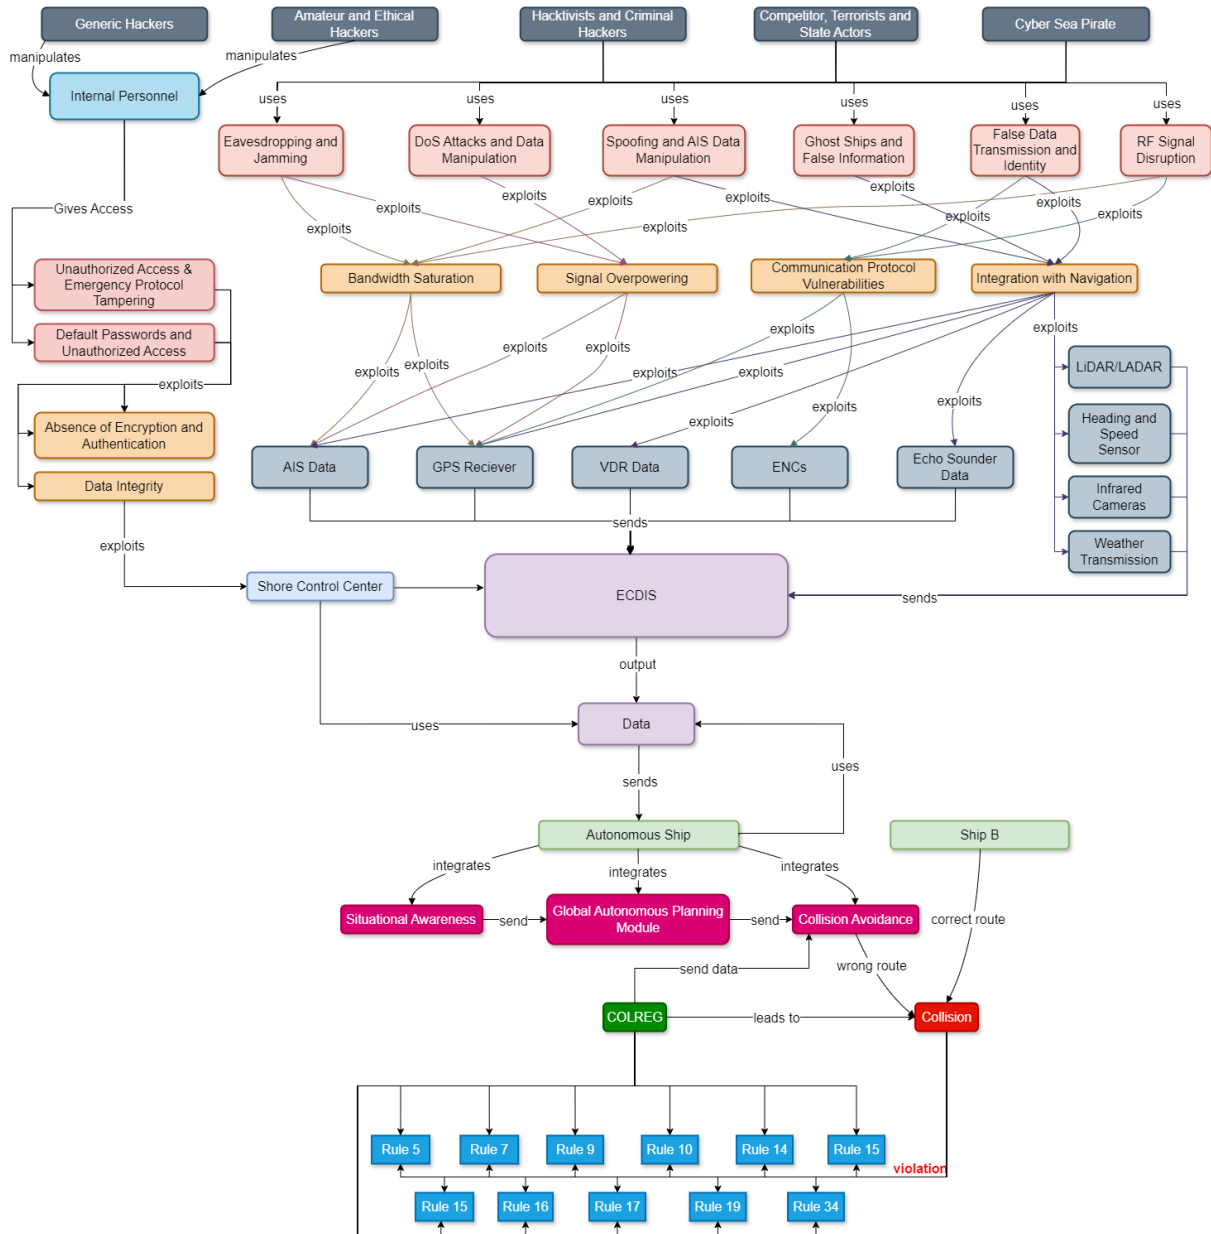 Generic Hackers
Amateur and Ethical
Hackers
Hacktivists and Criminal
Hackers
Competitor, Terrorists and
State Actors
Cyber Sea Pirate
manipulates
manipulates
Internal Personnel
uses
uses
uses
uses
uses
uses
Eavesdropping and
Jamming
DoS Attacks and Data
Manipulation
Spoofing and AIS Data
Manipulation
Ghost Ships and
False Information
False Data
Transmission and
Identity
RF Signal
Disruption
Gives Access
exploits
exploits
exploits
exploits
exploits
exploits
exploits
exploits
exploits
Unauthorized Access &
Emergency Protocol
Tampering
Default Passwords and
Unauthorized Access
Bandwidth Saturation
Signal Overpowering
Communication Protocol
Vulnerabilities
Integration with Navigation
exploits
exploits
exploits
exploits
exploits
exploits
exploits
exploits
exploits
exploits
exploits
exploits
Absence of Encryption and
Authentication
Data Integrity
AIS Data
GPS Reciever
VDR Data
ENCs
Echo Sounder
Data
LiDAR/LADAR
Heading and
Speed
Sensor
Infrared
Cameras
Weather
Transmission
exploits
sends
Shore Control Center
ECDIS
sends
output
uses
Data
sends
uses
Autonomous Ship
Ship B
integrates
integrates
integrates
Situational Awareness
send
Global Autonomous Planning
Module
send
Collision Avoidance
correct route
wrong route
send data
COLREG
leads to
Collision
Rule 5
Rule 7
Rule 9
Rule 10
Rule 14
Rule 15
violation
Rule 15
Rule 16
Rule 17
Rule 19
Rule 34